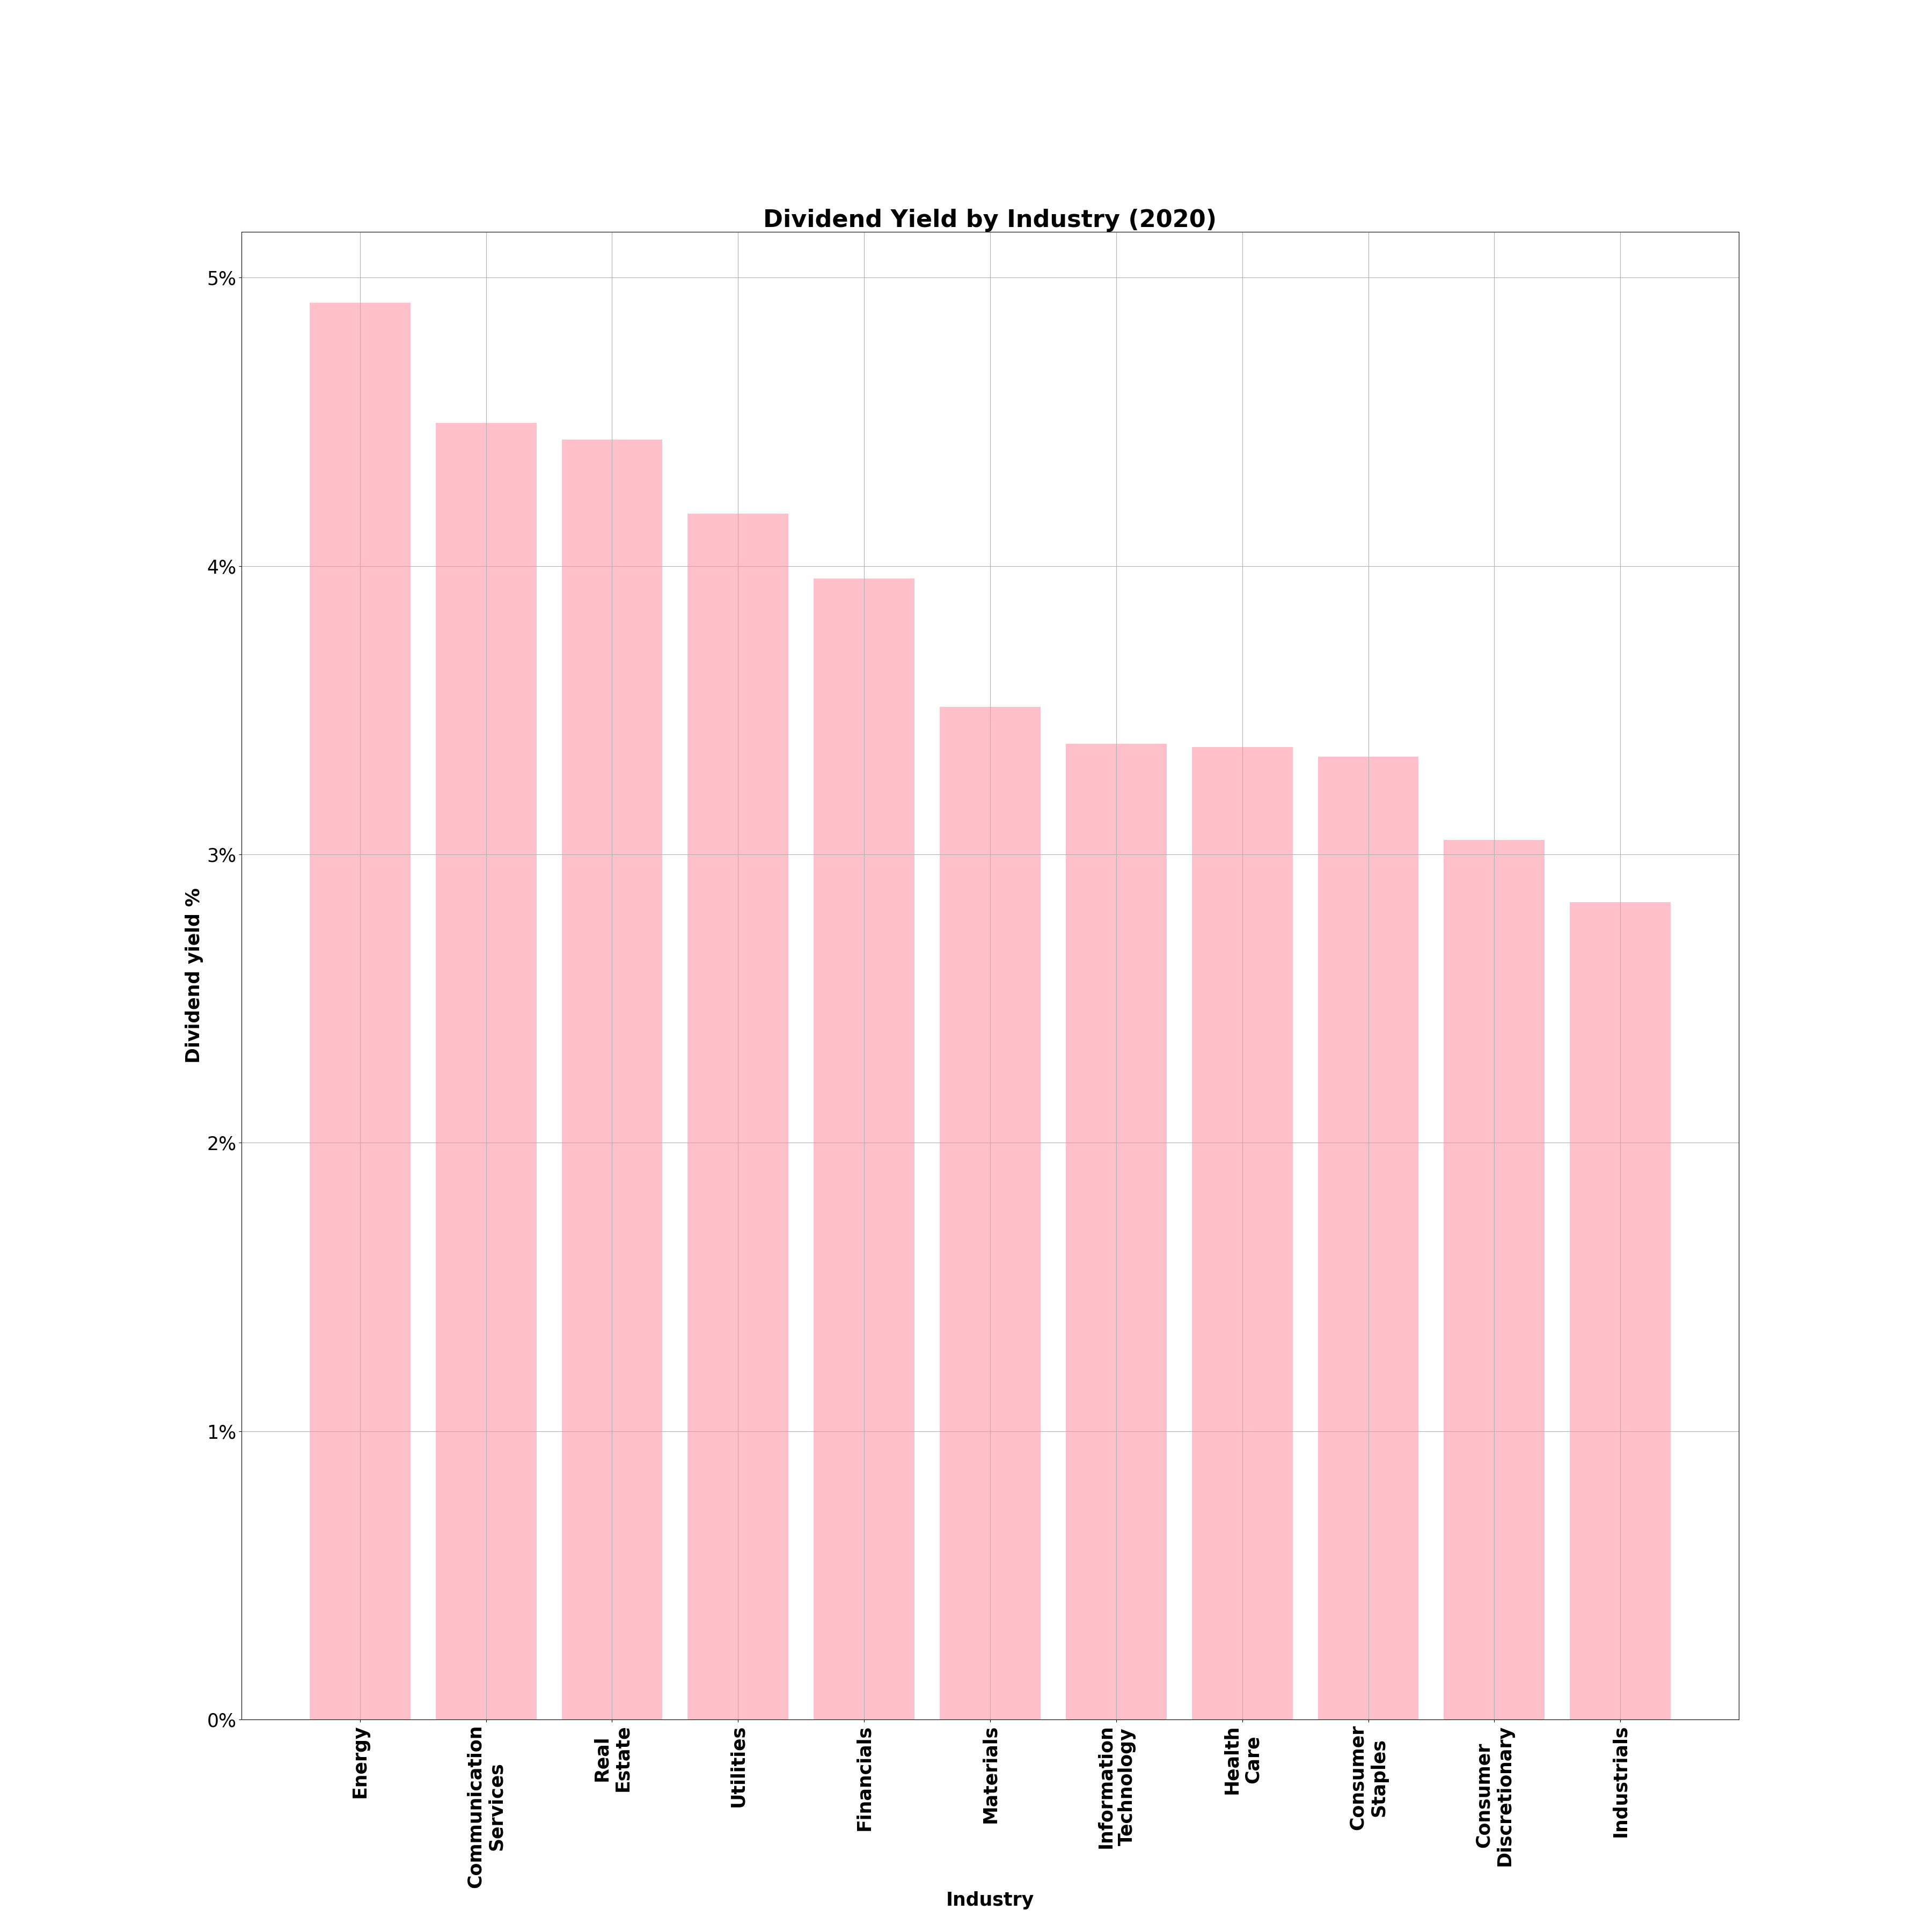 Dividend Yield by Industry (2020)
5%
4%
3%
2%
1%
0%
Dividend yield %
Energy
Communication
Services
Real
Estate
Utilities
Financials
Materials
Information
Technology
Health
Care
Consumer
Staples
Consumer
Discretionary
Industrials
Industry